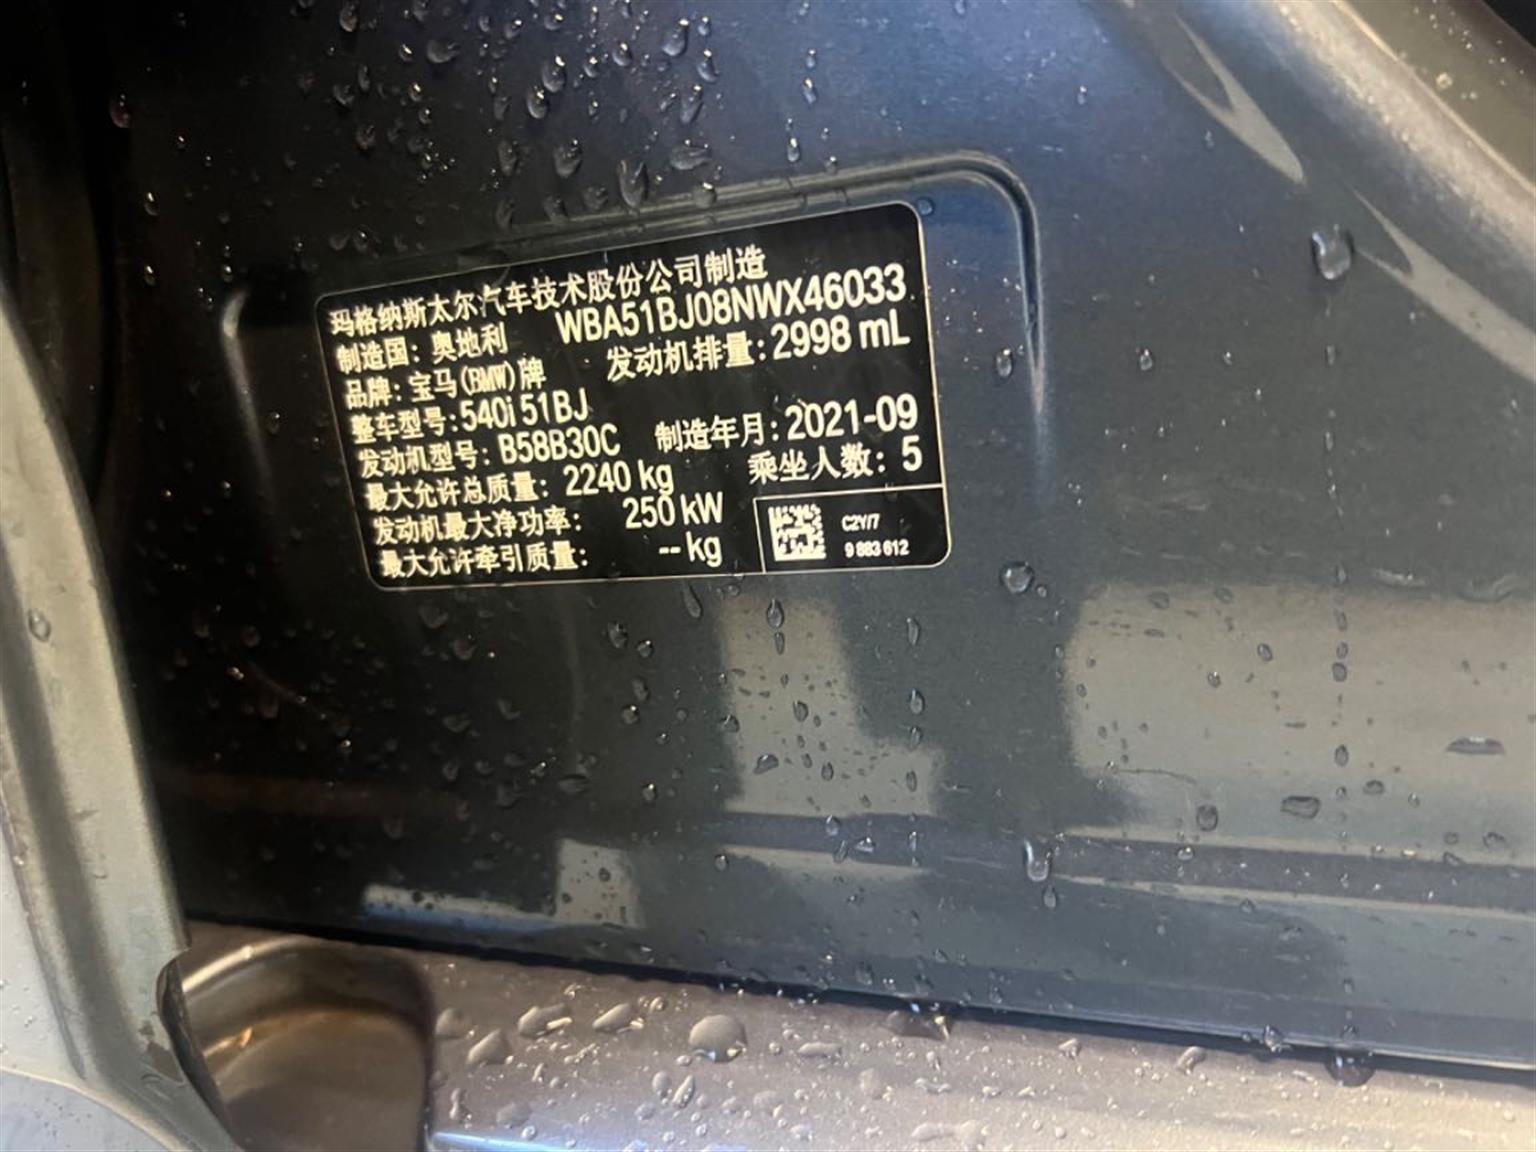 玛格纳斯太尔汽车技术股份公司制造
制造国：奥地利 WBA51BJ08NWX46033
品牌：宝马(BMW)牌 发动机排量：2998 mL
整车型号：540i 51BJ
发动机型号：B58B30C 制造年月：2021-09
最大允许总质量：2240 kg 乘坐人数：5
发动机最大净功率：250 kW
最大允许牵引质量：-- kg
C2Y/7
9 883 612